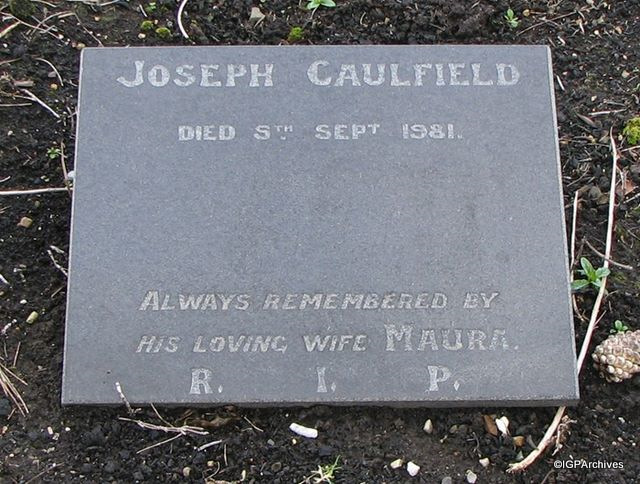 JOSEPH CAULFIELD
DIED 5TH SEPT 1981.
ALWAYS REMEMBERED BY
HIS LOVING WIFE MAURA.
R. I. P.
©IGPArchives